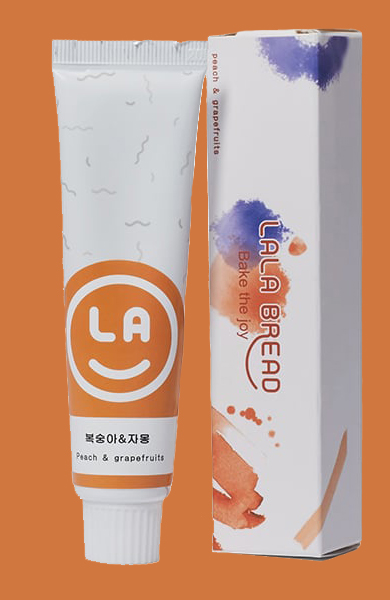 LA
복숭아&자몽
Peach & grapefruits
peach & grapefruits
LALA BREAD
Bake the joy